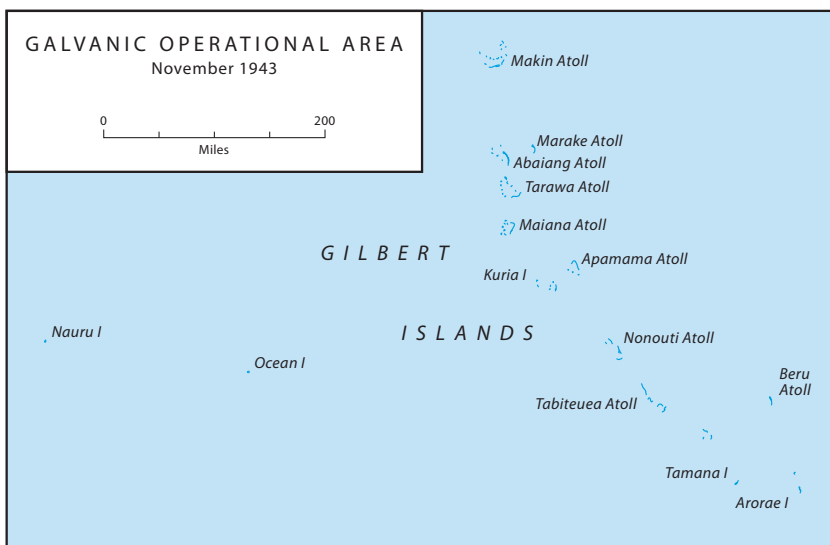 GALVANIC OPERATIONAL AREA
November 1943
0 200
Miles
Makin Atoll
Marake Atoll
Abaiang Atoll
Tarawa Atoll
Maiana Atoll
GILBERT
Apamama Atoll
Kuria I
ISLANDS
Nauru I
Nonouti Atoll
Ocean I
Beru
Atoll
Tabiteuea Atoll
Tamana I
Arorae I